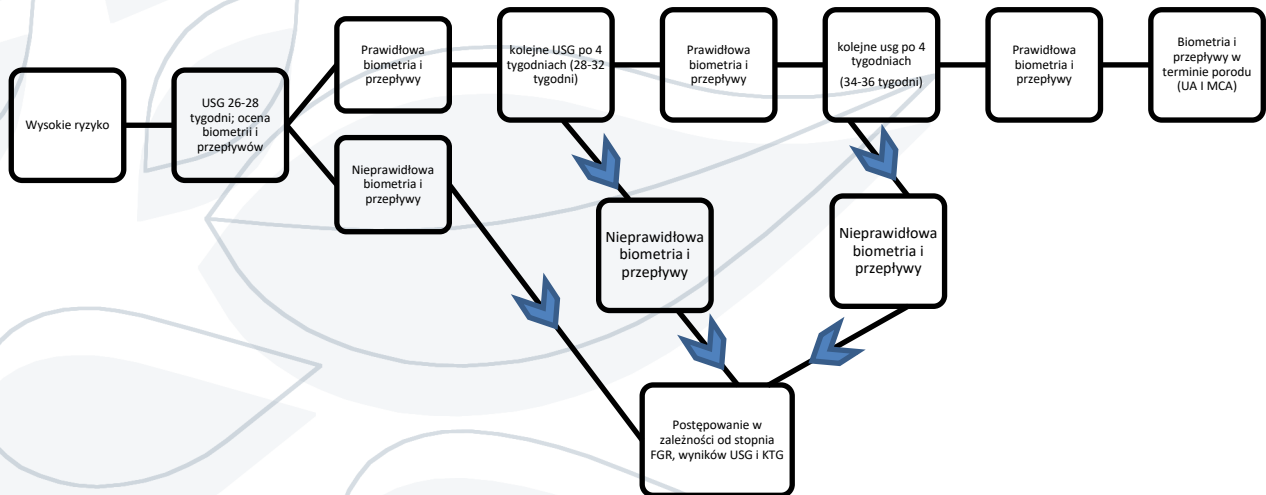 Wysokie ryzyko
USG 26-28
tygodni; ocena
biometrii i
przepływów
Prawidłowa
biometria i
przepływy
Nieprawidłowa
biometria i
przepływy
kolejne USG po 4
tygodniach (28-32
tygodni)
Prawidłowa
biometria i
przepływy
kolejne usg po 4
tygodniach
(34-36 tygodni)
Prawidłowa
biometria i
przepływy
Biometria i
przepływy w
terminie porodu
(UA I MCA)
Nieprawidłowa
biometria i
przepływy
Nieprawidłowa
biometria i
przepływy
Postępowanie w
zależności od stopnia
FGR, wyników USG i KTG